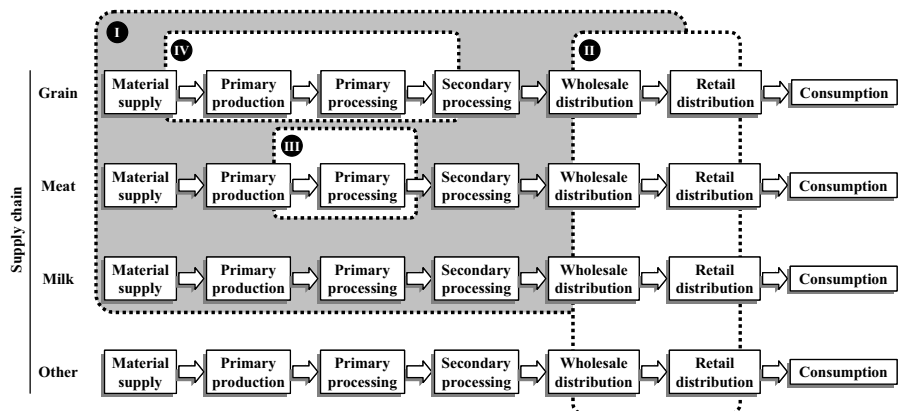 I
IV
II
Grain
Material supply
Primary production
Primary processing
Secondary processing
Wholesale distribution
Retail distribution
Consumption
III
Meat
Material supply
Primary production
Primary processing
Secondary processing
Wholesale distribution
Retail distribution
Consumption
Supply chain
Milk
Material supply
Primary production
Primary processing
Secondary processing
Wholesale distribution
Retail distribution
Consumption
Other
Material supply
Primary production
Primary processing
Secondary processing
Wholesale distribution
Retail distribution
Consumption